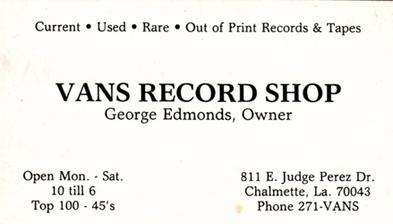 Current • Used • Rare • Out of Print Records & Tapes
VANS RECORD SHOP
George Edmonds, Owner
Open Mon. - Sat.
10 till 6
Top 100 - 45's
811 E. Judge Perez Dr.
Chalmette, La. 70043
Phone 271-VANS